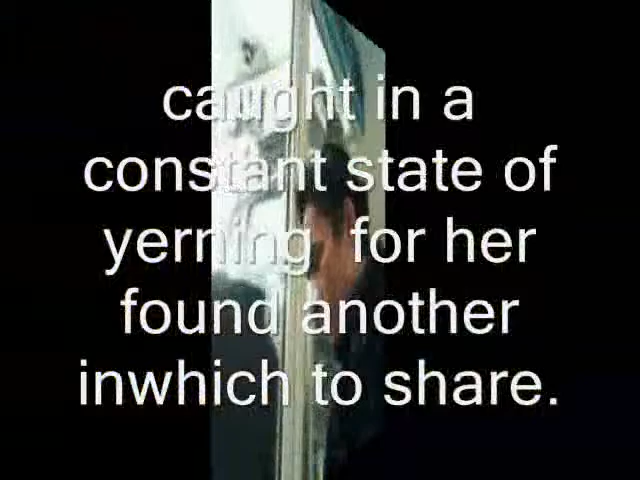 caught in a
constant state of
yerning  for her
found another
inwhich to share.